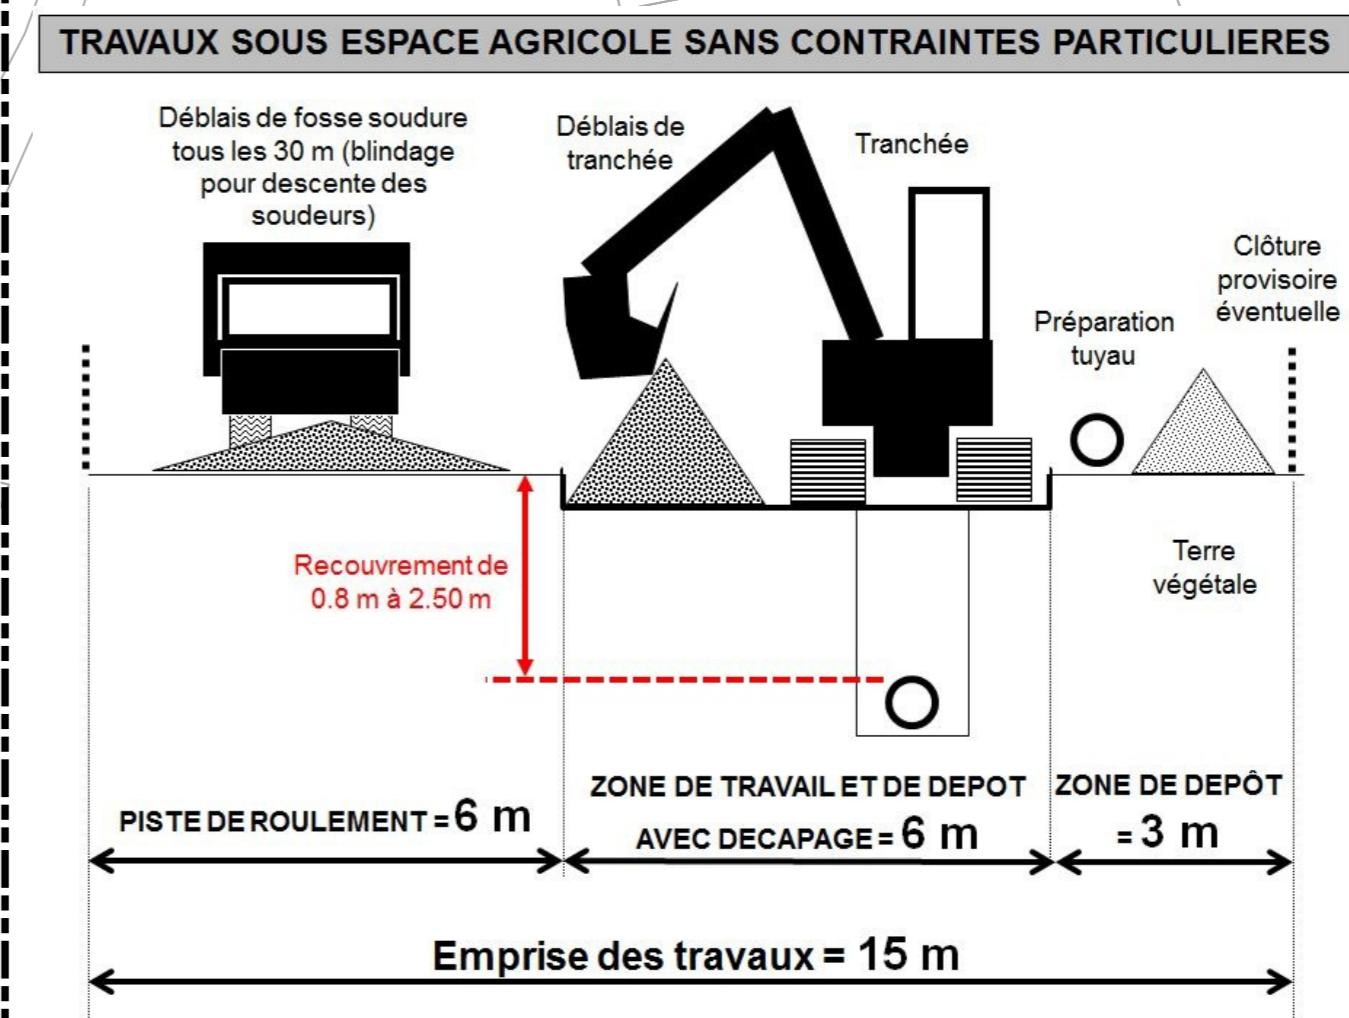 TRAVAUX SOUS ESPACE AGRICOLE SANS CONTRAINTES PARTICULIERES
Déblais de fosse soudure
tous les 30 m (blindage
pour descente des
soudeurs)
Déblais de
tranchée
Tranchée
Clôture
provisoire
éventuelle
Préparation
tuyau
Recouvrement de
0.8 m à 2.50 m
Terre
végétale
PISTE DE ROULEMENT = 6 m
ZONE DE TRAVAIL ET DE DEPOT
AVEC DECAPAGE = 6 m
ZONE DE DEPÔT
= 3 m
Emprise des travaux = 15 m